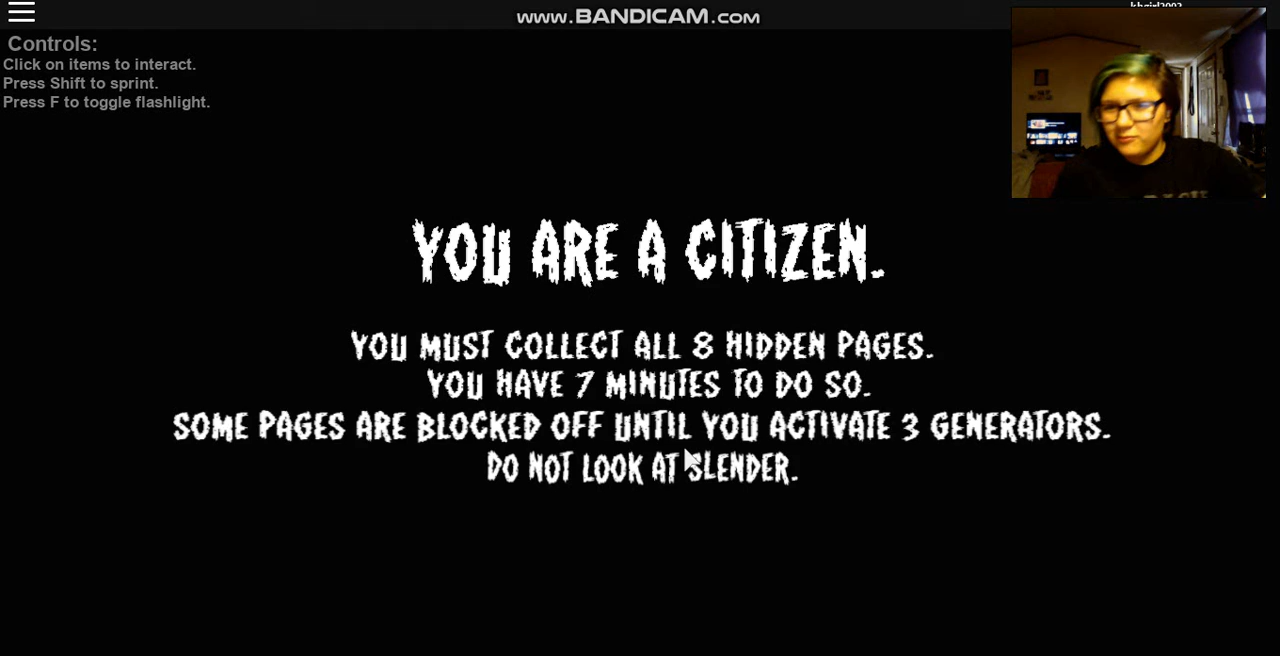 www.BANDICAM.com
Controls:
Click on items to interact.
Press Shift to sprint.
Press F to toggle flashlight.
YOU ARE A CITIZEN.
YOU MUST COLLECT ALL 8 HIDDEN PAGES.
YOU HAVE 7 MINUTES TO DO SO.
SOME PAGES ARE BLOCKED OFF UNTIL YOU ACTIVATE 3 GENERATORS.
DO NOT LOOK AT SLENDER.